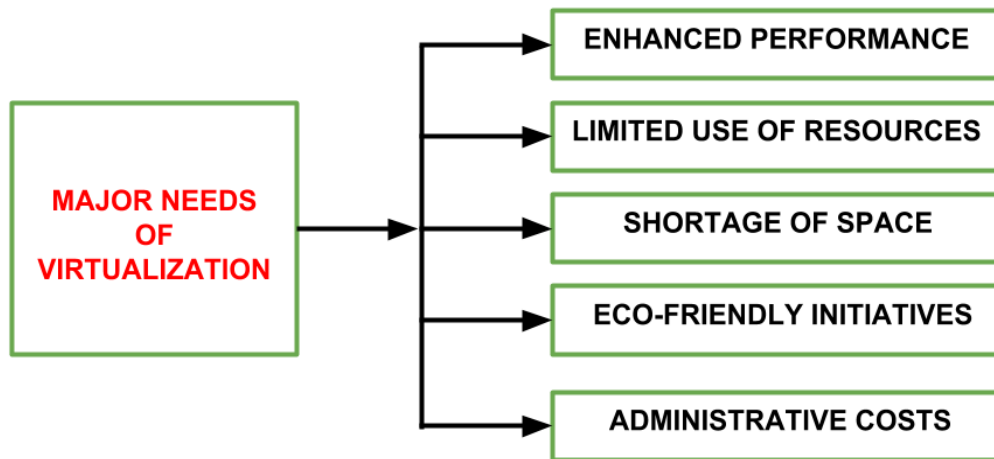 MAJOR NEEDS
OF
VIRTUALIZATION
ENHANCED PERFORMANCE
LIMITED USE OF RESOURCES
SHORTAGE OF SPACE
ECO-FRIENDLY INITIATIVES
ADMINISTRATIVE COSTS